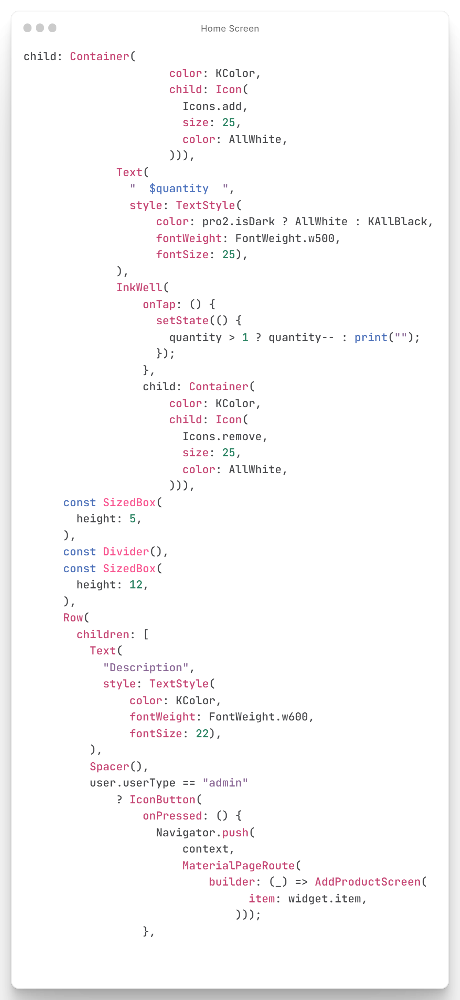 Home Screen
child: Container(
                      color: KColor,
                      child: Icon(
                        Icons.add,
                        size: 25,
                        color: AllWhite,
                      ))),
              Text(
                "  $quantity  ",
                style: TextStyle(
                    color: pro2.isDark ? AllWhite : KAllBlack,
                    fontWeight: FontWeight.w500,
                    fontSize: 25),
              ),
              InkWell(
                  onTap: () {
                    setState(() {
                      quantity > 1 ? quantity-- : print("");
                    });
                  },
                  child: Container(
                      color: KColor,
                      child: Icon(
                        Icons.remove,
                        size: 25,
                        color: AllWhite,
                      ))),
      const SizedBox(
        height: 5,
      ),
      const Divider(),
      const SizedBox(
        height: 12,
      ),
      Row(
        children: [
          Text(
            "Description",
            style: TextStyle(
                color: KColor,
                fontWeight: FontWeight.w600,
                fontSize: 22),
          ),
          Spacer(),
          user.userType == "admin"
              ? IconButton(
                  onPressed: () {
                    Navigator.push(
                        context,
                        MaterialPageRoute(
                            builder: (_) => AddProductScreen(
                                  item: widget.item,
                                )));
                  },